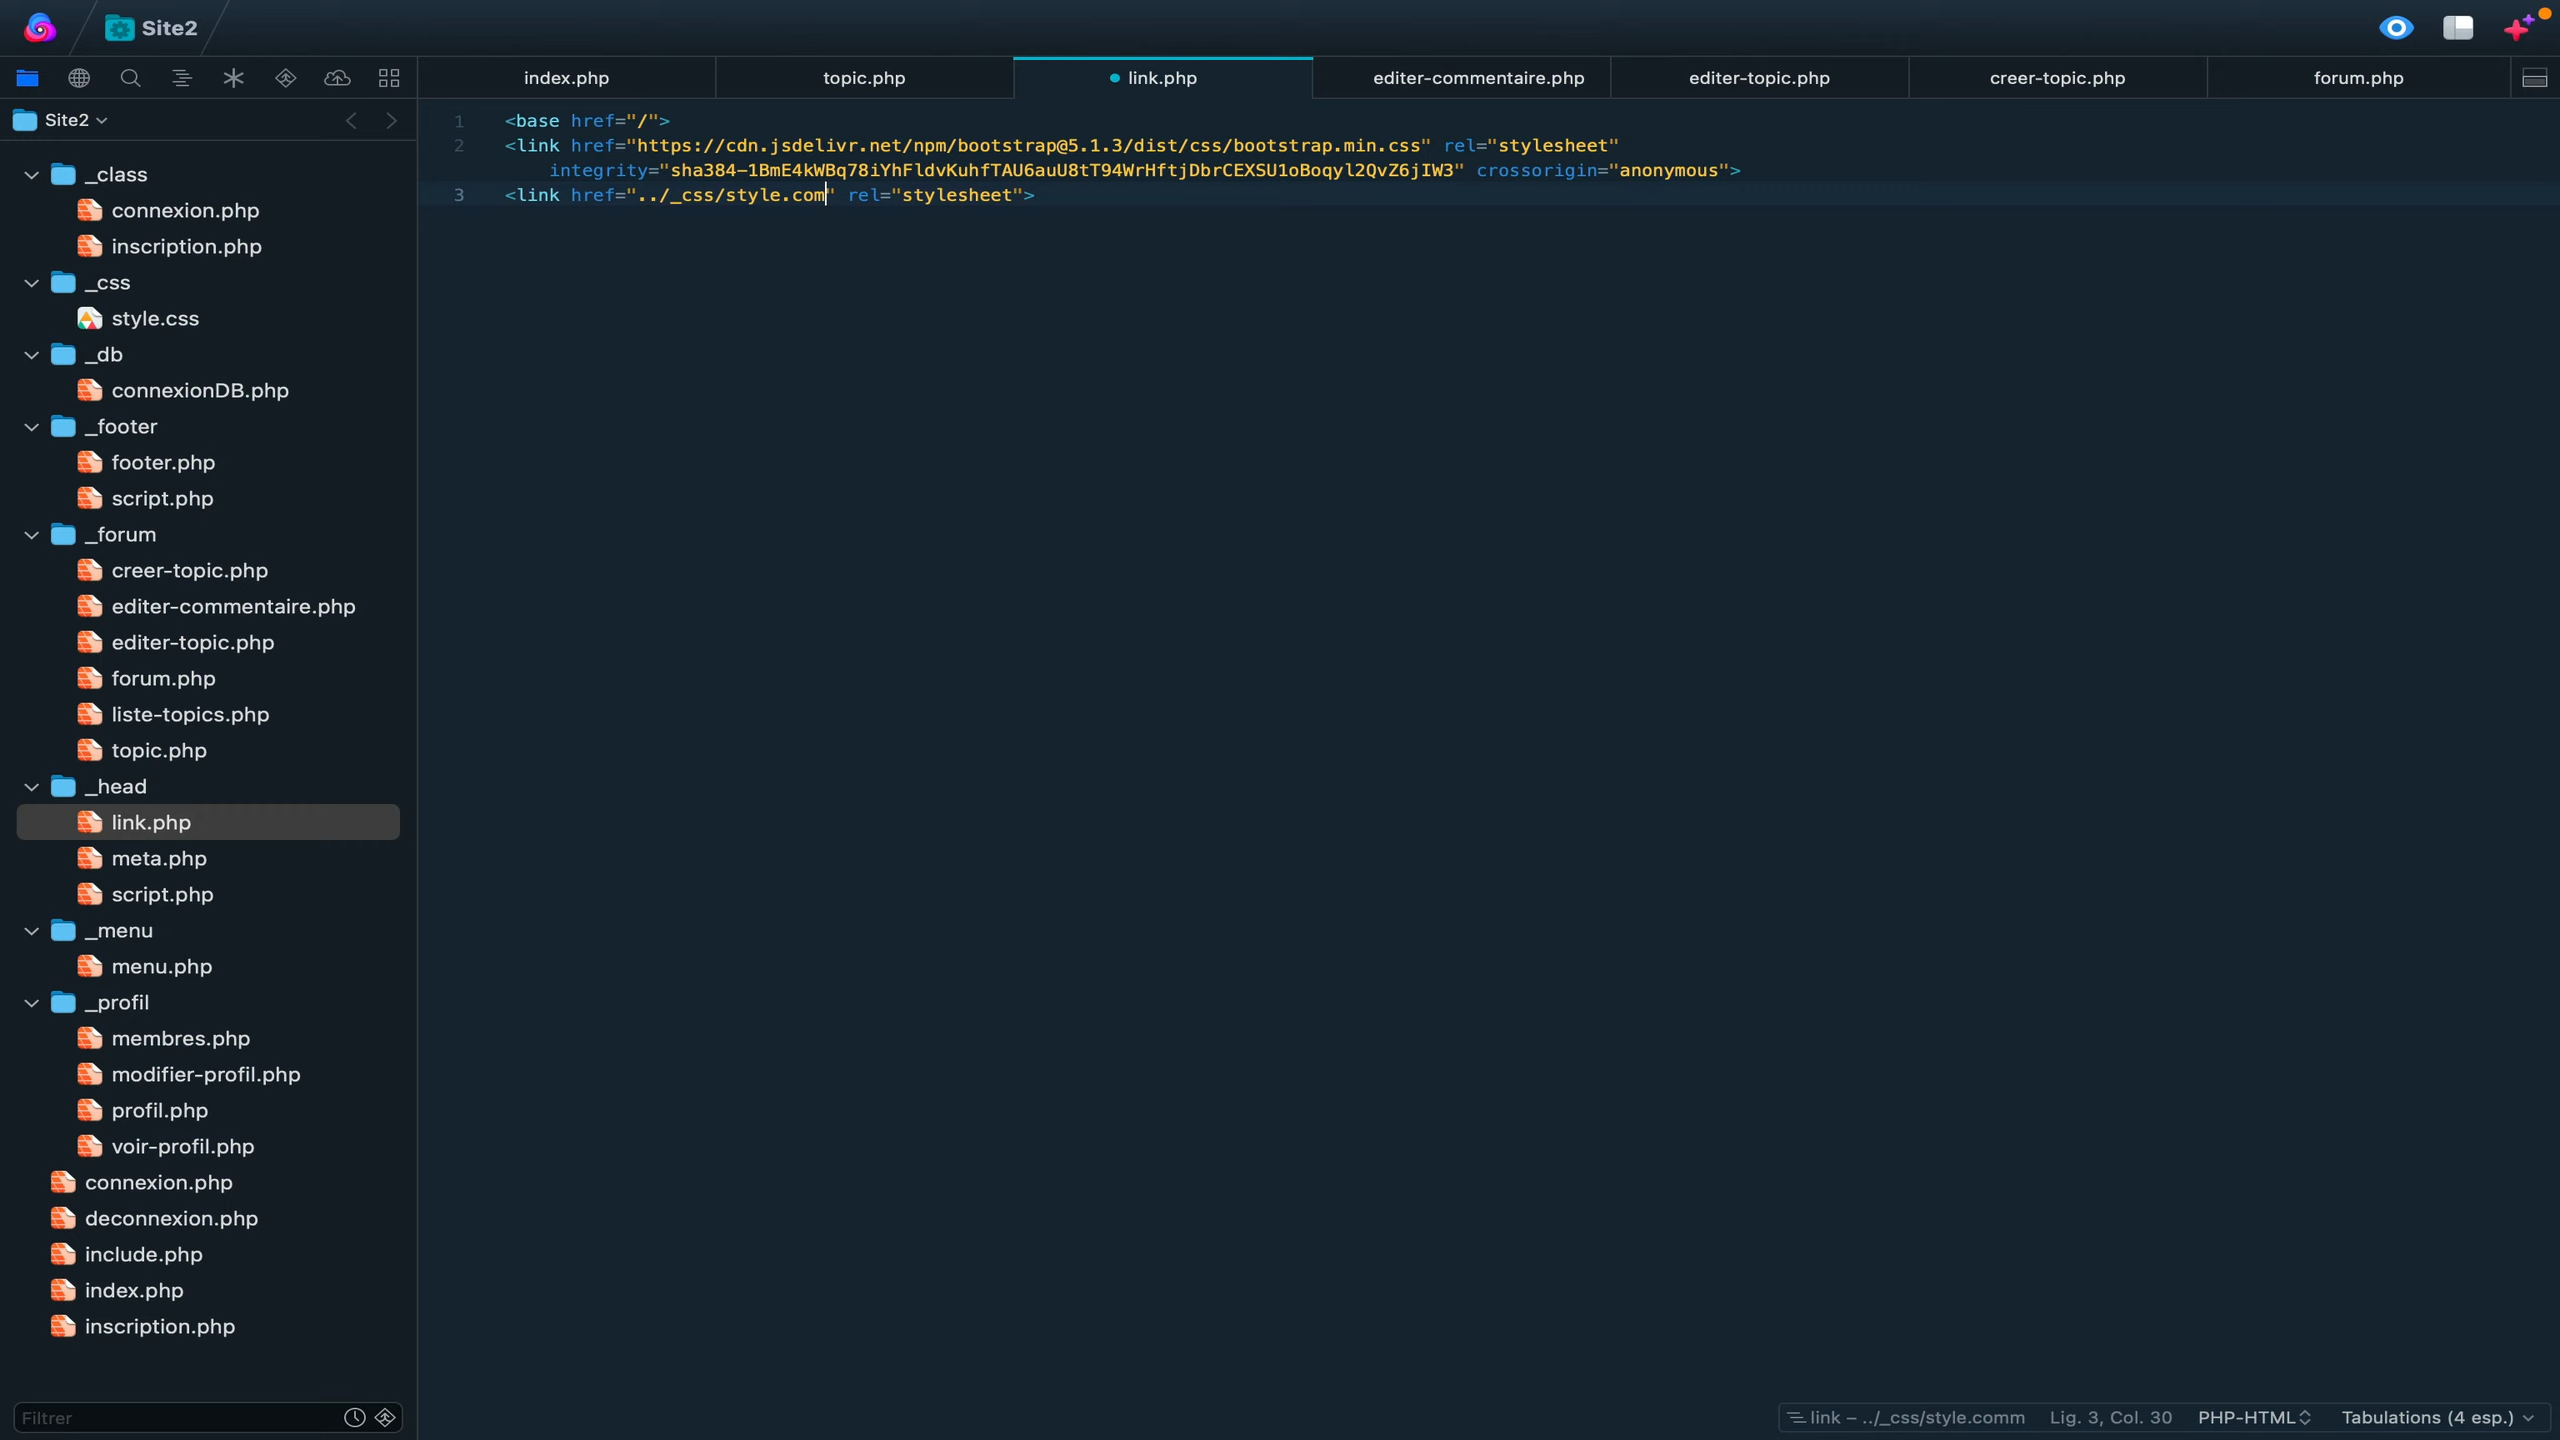 Site2
index.php
topic.php
link.php
editer-commentaire.php
editer-topic.php
creer-topic.php
forum.php
Site2
_class
connexion.php
inscription.php
_css
style.css
_db
connexionDB.php
_footer
footer.php
script.php
_forum
creer-topic.php
editer-commentaire.php
editer-topic.php
forum.php
liste-topics.php
topic.php
_head
link.php
meta.php
script.php
_menu
menu.php
_profil
membres.php
modifier-profil.php
profil.php
voir-profil.php
connexion.php
deconnexion.php
include.php
index.php
inscription.php
Filtrer
1 <base href="/">
2 <link href="https://cdn.jsdelivr.net/npm/bootstrap@5.1.3/dist/css/bootstrap.min.css" rel="stylesheet"
integrity="sha384-1BmE4kWBq78iYhFldvKuhfTAU6auU8tT94WrHftjDbrCEXSU1oBoqyl2QvZ6jIW3" crossorigin="anonymous">
3 <link href="../_css/style.com" rel="stylesheet">
link – ../_css/style.comm Lig. 3, Col. 30 PHP-HTML Tabulations (4 esp.)